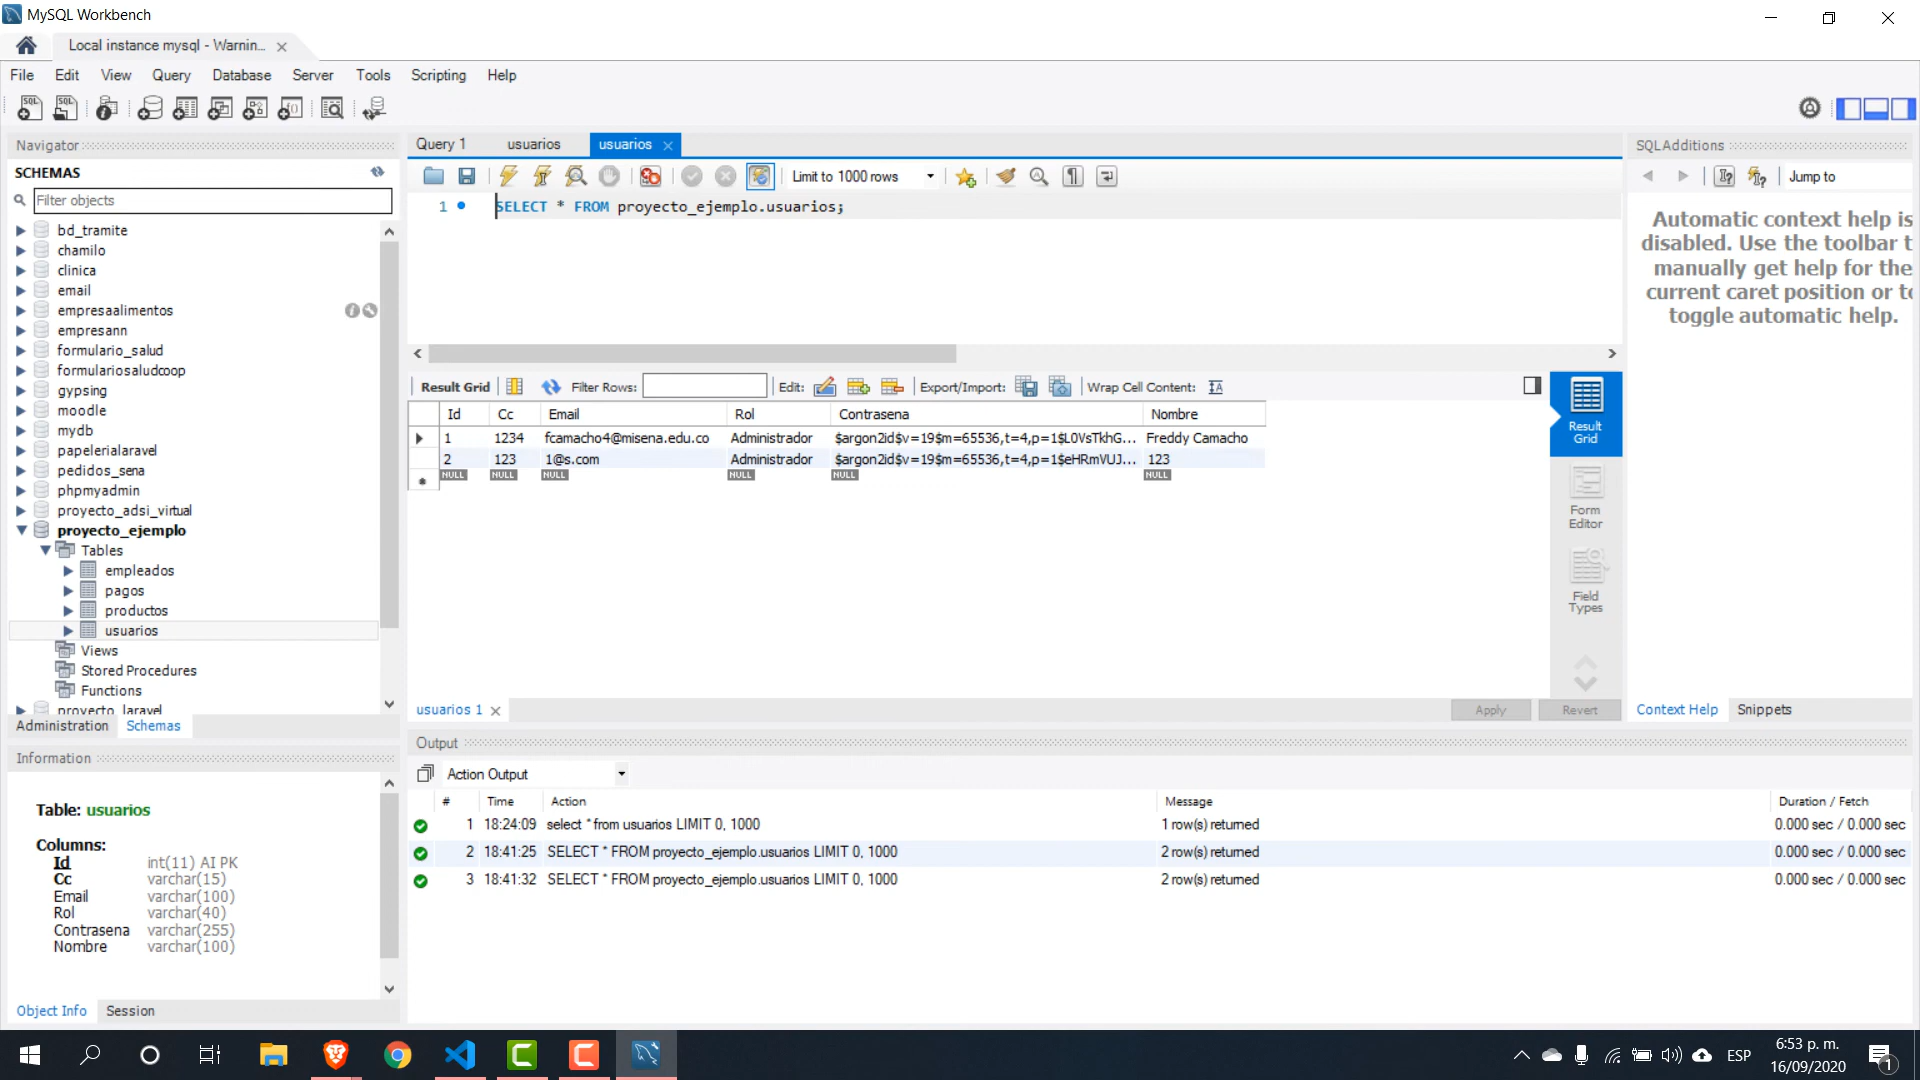 MySQL Workbench
Local instance mysql - Warnin...
File Edit View Query Database Server Tools Scripting Help
Navigator
SCHEMAS
Filter objects
bd_tramite
chamilo
clinica
email
empresaalimentos
empresann
formulario_salud
formulariosaludcoop
gypsing
moodle
mydb
papelerialaravel
pedidos_sena
phpmyadmin
proyecto_adsi_virtual
proyecto_ejemplo
Tables
empleados
pagos
productos
usuarios
Views
Stored Procedures
Functions
proyecto_laravel
Administration Schemas
Information
Table: usuarios
Columns:
Id int(11) AI PK
Cc varchar(15)
Email varchar(100)
Rol varchar(40)
Contrasena varchar(255)
Nombre varchar(100)
Object Info Session
Query 1 usuarios usuarios
Limit to 1000 rows
1 SELECT * FROM proyecto_ejemplo.usuarios;
Result Grid Filter Rows: Edit: Export/Import: Wrap Cell Content:
Id Cc Email Rol Contrasena Nombre
1 1234 fcamacho4@misena.edu.co Administrador $argon2id$v=19$m=65536,t=4,p=1$L0VsTkhG... Freddy Camacho
2 123 1@s.com Administrador $argon2id$v=19$m=65536,t=4,p=1$eHRmVUJ... 123
NULL NULL NULL NULL NULL NULL
Result
Grid
Form
Editor
Field
Types
usuarios 1 Apply Revert
SQLAdditions
Jump to
Automatic context help is
disabled. Use the toolbar t
manually get help for the
current caret position or to
toggle automatic help.
Context Help Snippets
Output
Action Output
# Time Action Message Duration / Fetch
1 18:24:09 select * from usuarios LIMIT 0, 1000 1 row(s) returned 0.000 sec / 0.000 sec
2 18:41:25 SELECT * FROM proyecto_ejemplo.usuarios LIMIT 0, 1000 2 row(s) returned 0.000 sec / 0.000 sec
3 18:41:32 SELECT * FROM proyecto_ejemplo.usuarios LIMIT 0, 1000 2 row(s) returned 0.000 sec / 0.000 sec
ESP
6:53 p. m.
16/09/2020
1